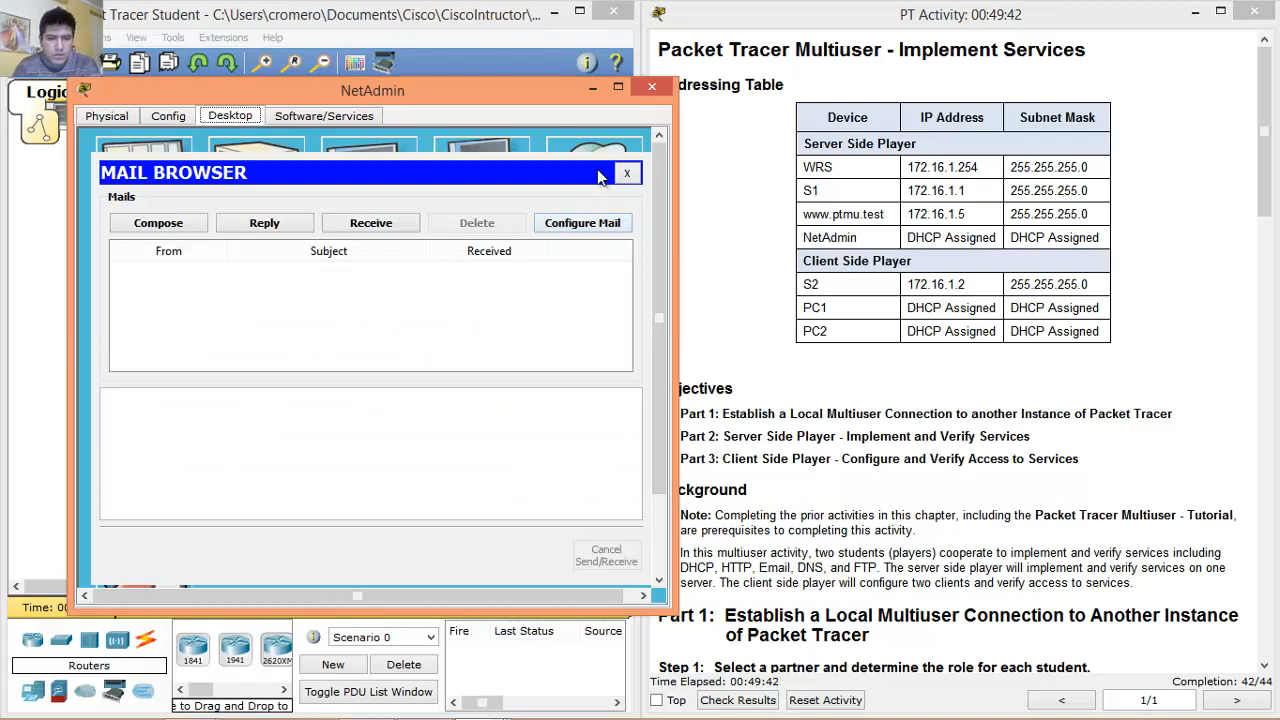 t Tracer Student - C:\Users\cromero\Documents\Cisco\CiscoIntructor\...
ns View Tools Extensions Help
Logic
NetAdmin
Physical Config Desktop Software/Services
MAIL BROWSER
x
Mails
Compose Reply Receive Delete Configure Mail
From Subject Received
Cancel
Send/Receive
Time: 0
Routers
1841 1941 2620XM
e to Drag and Drop to
Scenario 0
New Delete
Toggle PDU List Window
Fire Last Status Source
PT Activity: 00:49:42
Packet Tracer Multiuser - Implement Services
dressing Table
Device IP Address Subnet Mask
Server Side Player
WRS 172.16.1.254 255.255.255.0
S1 172.16.1.1 255.255.255.0
www.ptmu.test 172.16.1.5 255.255.255.0
NetAdmin DHCP Assigned DHCP Assigned
Client Side Player
S2 172.16.1.2 255.255.255.0
PC1 DHCP Assigned DHCP Assigned
PC2 DHCP Assigned DHCP Assigned
jectives
Part 1: Establish a Local Multiuser Connection to another Instance of Packet Tracer
Part 2: Server Side Player - Implement and Verify Services
Part 3: Client Side Player - Configure and Verify Access to Services
ckground
Note: Completing the prior activities in this chapter, including the Packet Tracer Multiuser - Tutorial,
are prerequisites to completing this activity.
In this multiuser activity, two students (players) cooperate to implement and verify services including
DHCP, HTTP, Email, DNS, and FTP. The server side player will implement and verify services on one
server. The client side player will configure two clients and verify access to services.
Part 1: Establish a Local Multiuser Connection to Another Instance
of Packet Tracer
Step 1: Select a partner and determine the role for each student.
Time Elapsed: 00:49:42 Completion: 42/44
Top Check Results Reset Activity < 1/1 >